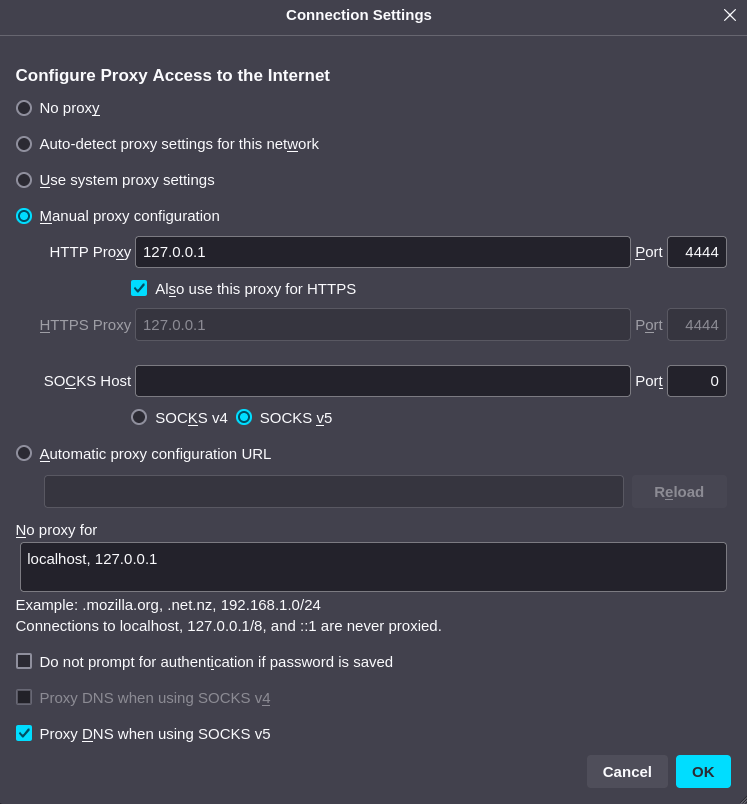 Connection Settings
Configure Proxy Access to the Internet
No proxy
Auto-detect proxy settings for this network
Use system proxy settings
Manual proxy configuration
HTTP Proxy 127.0.0.1 Port 4444
Also use this proxy for HTTPS
HTTPS Proxy 127.0.0.1 Port 4444
SOCKS Host Port 0
SOCKS v4 SOCKS v5
Automatic proxy configuration URL
Reload
No proxy for
localhost, 127.0.0.1
Example: .mozilla.org, .net.nz, 192.168.1.0/24
Connections to localhost, 127.0.0.1/8, and ::1 are never proxied.
Do not prompt for authentication if password is saved
Proxy DNS when using SOCKS v4
Proxy DNS when using SOCKS v5
Cancel OK